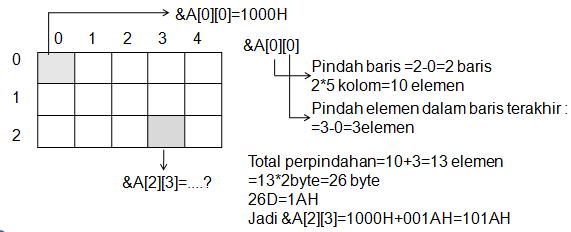 &A[0][0]=1000H
0 1 2 3 4
&A[0][0]
0
Pindah baris =2-0=2 baris
2*5 kolom=10 elemen
1
Pindah elemen dalam baris terakhir :
=3-0=3elemen
2
Total perpindahan=10+3=13 elemen
&A[2][3]=....?
=13*2byte=26 byte
26D=1AH
Jadi &A[2][3]=1000H+001AH=101AH